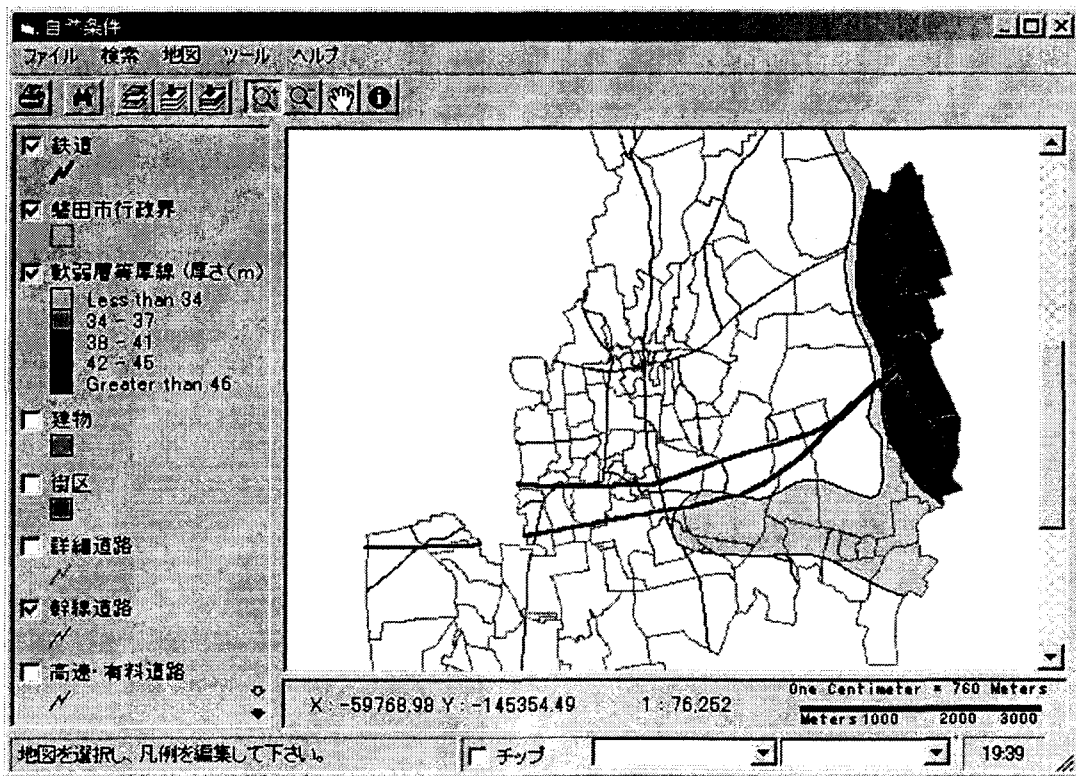 自然条件
ファイル 検索 地図 ツール ヘルプ
鉄道
磐田市行政界
軟弱層等厚線 (厚さ(m)
Less than 34
34 - 37
38 - 41
42 - 45
Greater than 46
建物
街区
詳細道路
幹線道路
高速・有料道路
X : -59768.98 Y : -145354.49
1 : 76,252
One Centimeter = 760 Meters
Meters 1000 2000 3000
地図を選択し、凡例を編集して下さい。
チップ
19:39